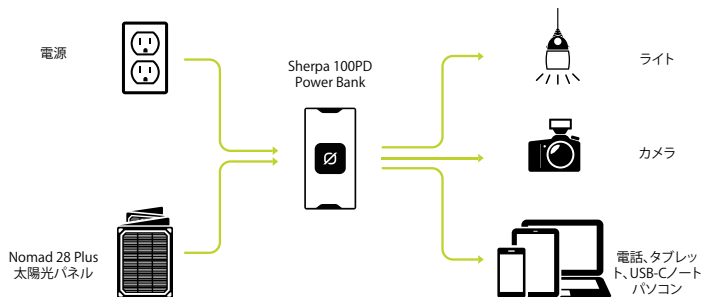 電源
Sherpa 100PD
Power Bank
ライト
カメラ
Nomad 28 Plus
太陽光パネル
電話、タブレッ
ト、USB-Cノート
パソコン